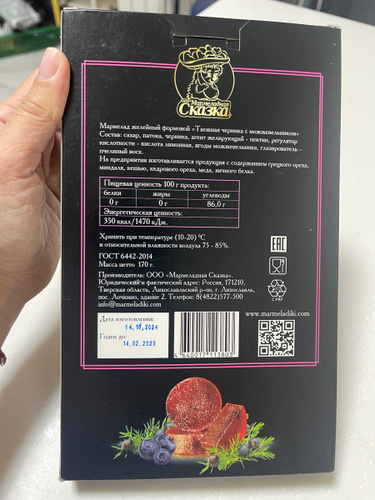 Мармеладная
Сказка
Мармелад желейный формовой «Таежная черника с можжевельником»
Состав: сахар, патока, черника, агент желирующий - пектин, регулятор
кислотности - кислота лимонная, ягоды можжевельника, глазирователь -
пчелиный воск.
На предприятии изготавливается продукция с содержанием грецкого ореха,
миндаля, кешью, кедрового ореха, меда, яичного белка.
Пищевая ценность 100 г продукта:
белки жиры углеводы
0 г 0 г 86,0 г
Энергетическая ценность:
350 ккал/1470 кДж.
Хранить при температуре (10-20) °С
и относительной влажности воздуха 75 - 85%.
ЕАС
ГОСТ 6442-2014
Масса нетто 170 г.
Производитель: ООО «Мармеладная Сказка».
Юридический и фактический адрес: Россия, 171210,
Тверская область, Лихославльский р-он, г. Лихославль,
пос. Лочкино, здание 2. Телефон: 8(4822)577-500
info@marmeladiki.com
Дата изготовления:
Годен до:
14.02.2025
www.marmeladiki.com